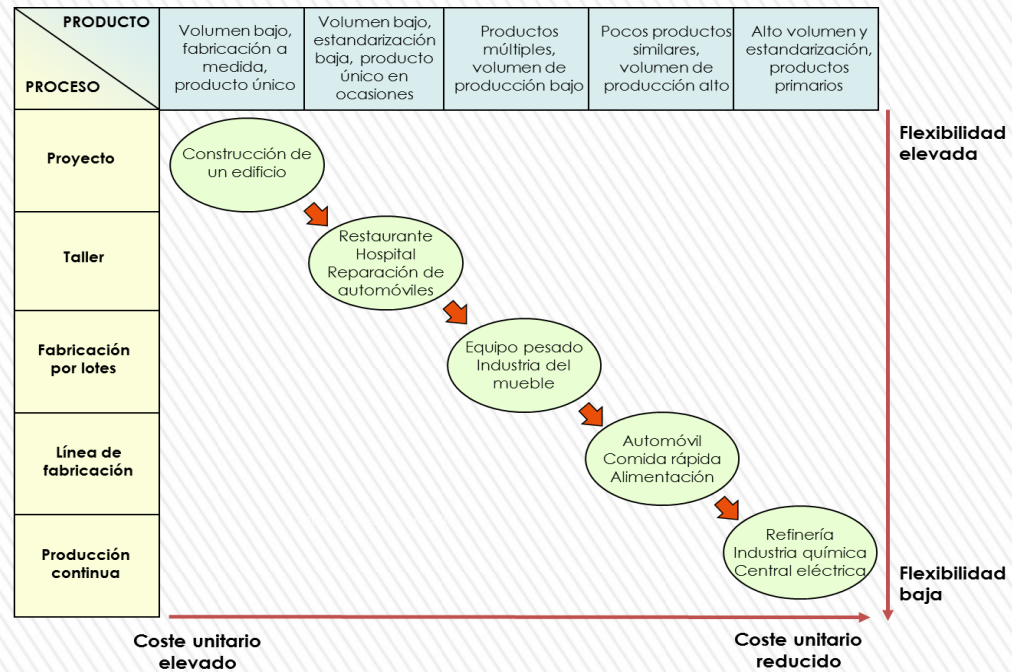 PRODUCTO
PROCESO
Volumen bajo,
fabricación a
medida,
producto único
Volumen bajo,
estandarización
baja, producto
único en
ocasiones
Productos
múltiples,
volumen de
producción bajo
Pocos productos
similares,
volumen de
producción alto
Alto volumen y
estandarización,
productos
primarios
Flexibilidad
elevada
Proyecto
Construcción de
un edificio
Taller
Restaurante
Hospital
Reparación de
automóviles
Fabricación
por lotes
Equipo pesado
Industria del
mueble
Línea de
fabricación
Automóvil
Comida rápida
Alimentación
Producción
continua
Refinería
Industria química
Central eléctrica
Flexibilidad
baja
Coste unitario
elevado
Coste unitario
reducido